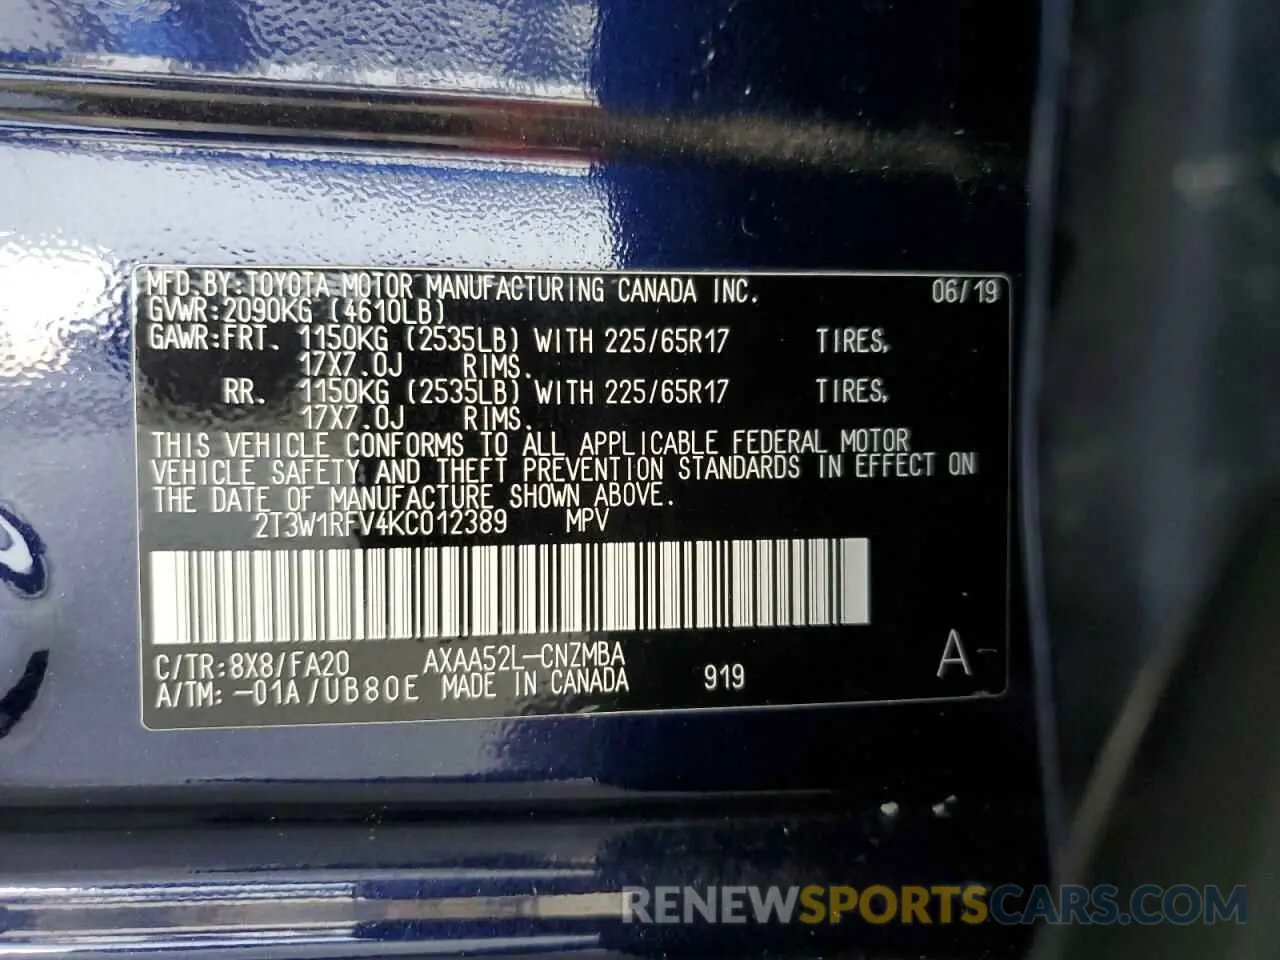 MFD BY:TOYOTA MOTOR MANUFACTURING CANADA INC. 06/19
GVWR:2090KG (4610LB)
GAWR:FRT. 1150KG (2535LB) WITH 225/65R17 TIRES,
17X7.0J RIMS.
RR. 1150KG (2535LB) WITH 225/65R17 TIRES,
17X7.0J RIMS.
THIS VEHICLE CONFORMS TO ALL APPLICABLE FEDERAL MOTOR
VEHICLE SAFETY AND THEFT PREVENTION STANDARDS IN EFFECT ON
THE DATE OF MANUFACTURE SHOWN ABOVE.
2T3W1RFV4KC012389 MPV
C/TR:8X8/FA20 AXAA52L-CNZMBA A
A/TM:-01A/UB80E MADE IN CANADA 919
RENEWSPORTSCARS.COM